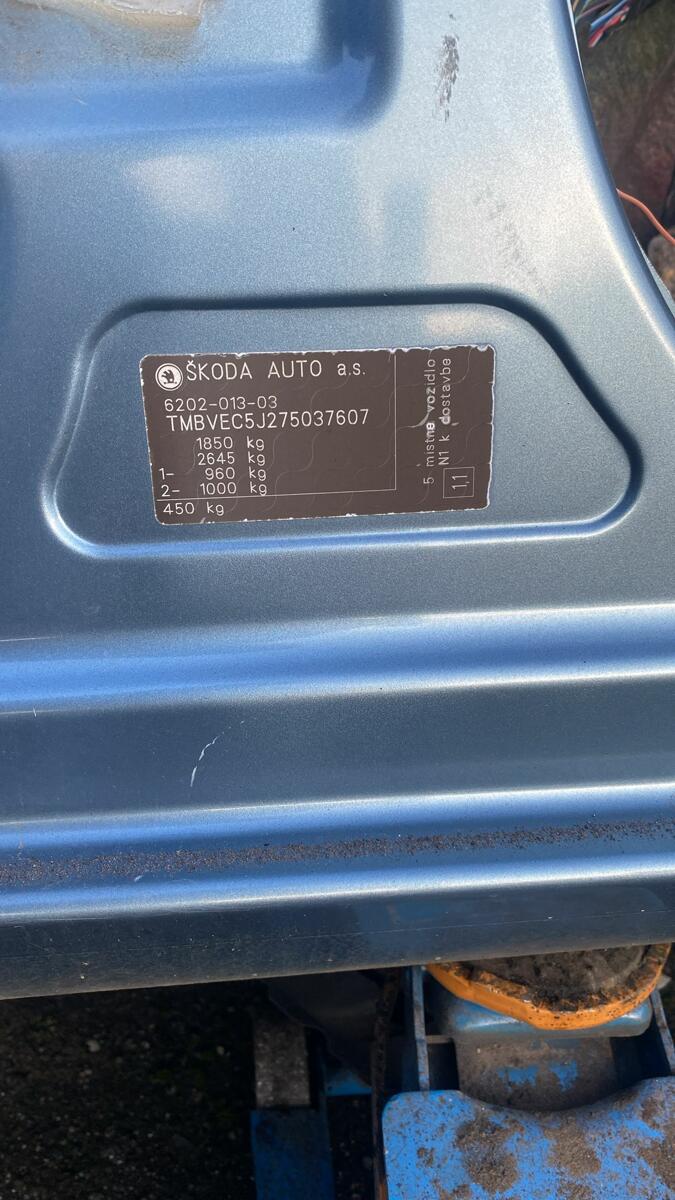 ŠKODA AUTO a.s.
6202-013-03
TMBVEC5J275037607
1850 kg
2645 kg
1- 960 kg
2- 1000 kg
450 kg
5 místné vozidlo
N1 k dostavbě
1.1